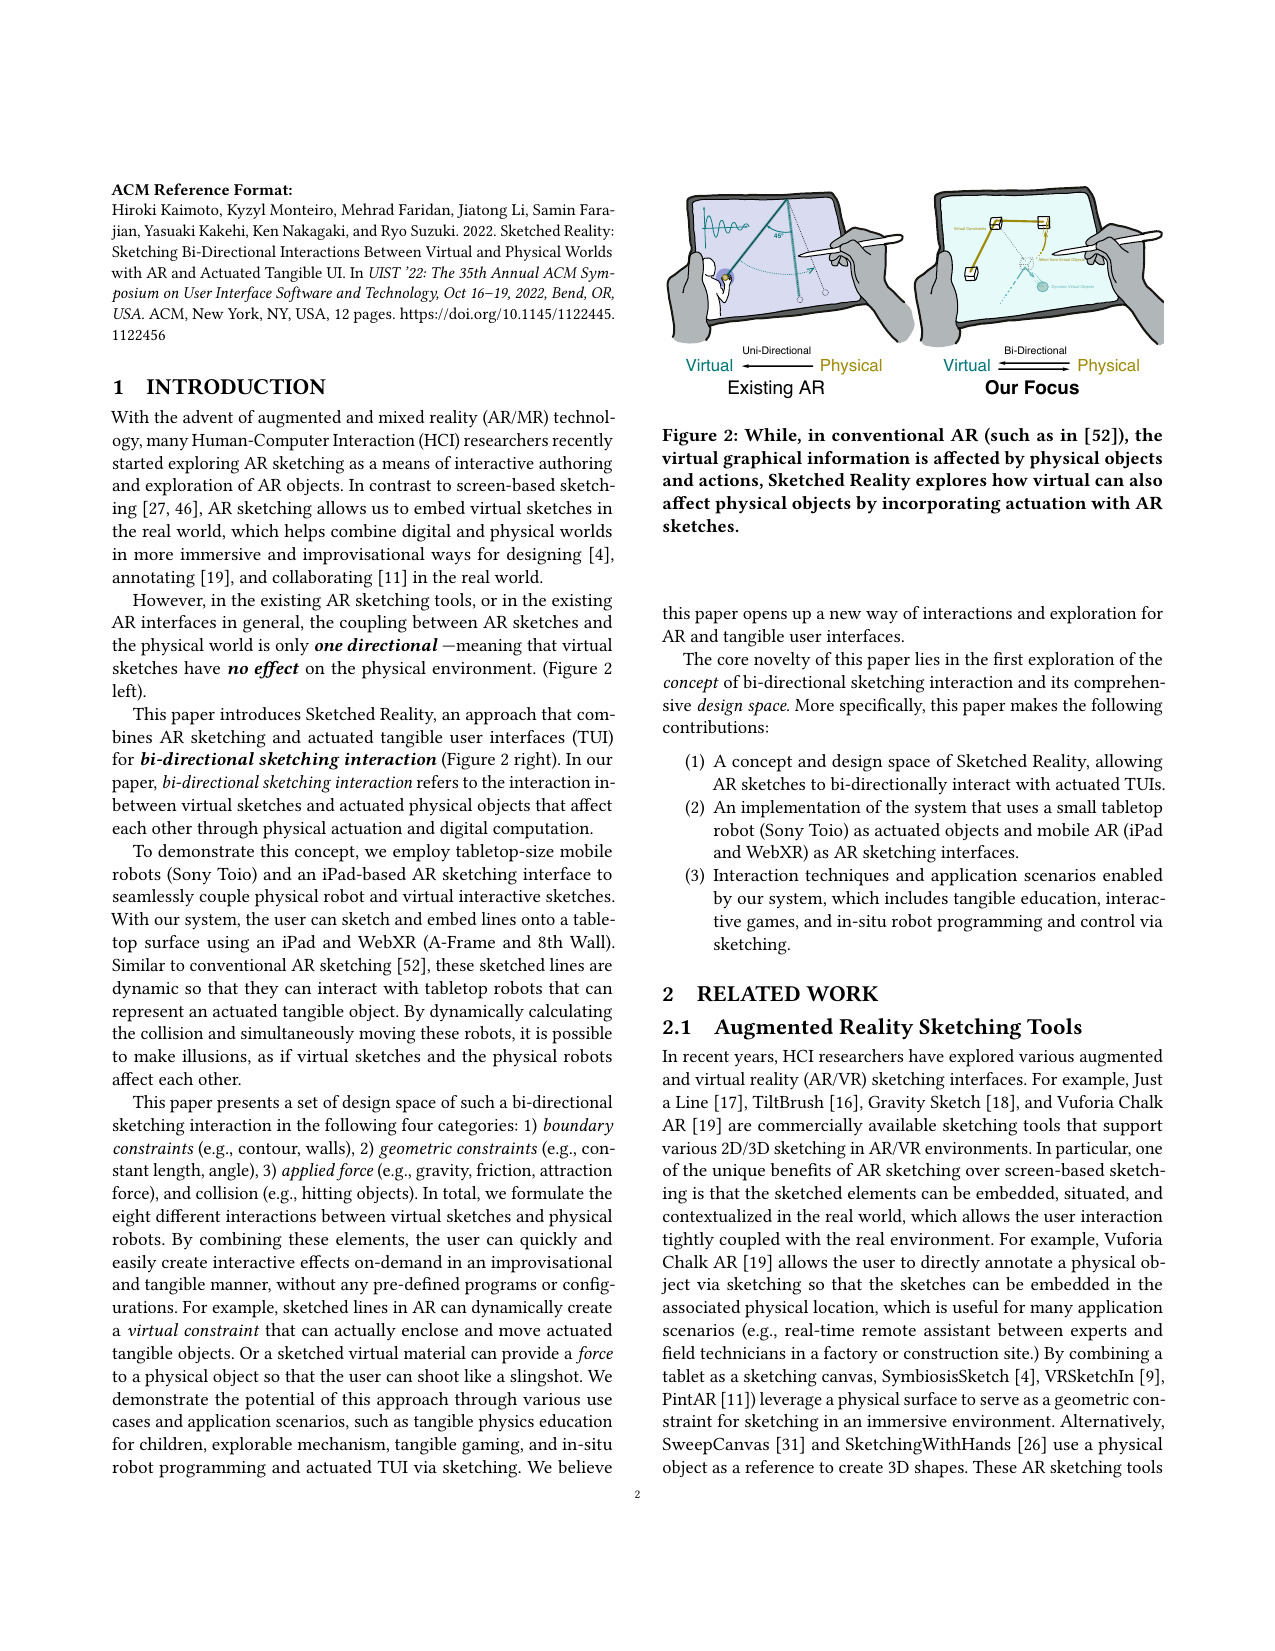 ACM Reference Format:
Hiroki Kaimoto, Kyzyl Monteiro, Mehrad Faridan, Jiatong Li, Samin Fara-
jian, Yasuaki Kakehi, Ken Nakagaki, and Ryo Suzuki. 2022. Sketched Reality:
Sketching Bi-Directional Interactions Between Virtual and Physical Worlds
with AR and Actuated Tangible UI. In UIST '22: The 35th Annual ACM Sym-
posium on User Interface Software and Technology, Oct 16–19, 2022, Bend, OR,
USA. ACM, New York, NY, USA, 12 pages. https://doi.org/10.1145/1122445.
1122456
1 INTRODUCTION
With the advent of augmented and mixed reality (AR/MR) technol-
ogy, many Human-Computer Interaction (HCI) researchers recently
started exploring AR sketching as a means of interactive authoring
and exploration of AR objects. In contrast to screen-based sketch-
ing [27, 46], AR sketching allows us to embed virtual sketches in
the real world, which helps combine digital and physical worlds
in more immersive and improvisational ways for designing [4],
annotating [19], and collaborating [11] in the real world.
However, in the existing AR sketching tools, or in the existing
AR interfaces in general, the coupling between AR sketches and
the physical world is only one directional —meaning that virtual
sketches have no effect on the physical environment. (Figure 2
left).
This paper introduces Sketched Reality, an approach that com-
bines AR sketching and actuated tangible user interfaces (TUI)
for bi-directional sketching interaction (Figure 2 right). In our
paper, bi-directional sketching interaction refers to the interaction in-
between virtual sketches and actuated physical objects that affect
each other through physical actuation and digital computation.
To demonstrate this concept, we employ tabletop-size mobile
robots (Sony Toio) and an iPad-based AR sketching interface to
seamlessly couple physical robot and virtual interactive sketches.
With our system, the user can sketch and embed lines onto a table-
top surface using an iPad and WebXR (A-Frame and 8th Wall).
Similar to conventional AR sketching [52], these sketched lines are
dynamic so that they can interact with tabletop robots that can
represent an actuated tangible object. By dynamically calculating
the collision and simultaneously moving these robots, it is possible
to make illusions, as if virtual sketches and the physical robots
affect each other.
This paper presents a set of design space of such a bi-directional
sketching interaction in the following four categories: 1) boundary
constraints (e.g., contour, walls), 2) geometric constraints (e.g., con-
stant length, angle), 3) applied force (e.g., gravity, friction, attraction
force), and collision (e.g., hitting objects). In total, we formulate the
eight different interactions between virtual sketches and physical
robots. By combining these elements, the user can quickly and
easily create interactive effects on-demand in an improvisational
and tangible manner, without any pre-defined programs or config-
urations. For example, sketched lines in AR can dynamically create
a virtual constraint that can actually enclose and move actuated
tangible objects. Or a sketched virtual material can provide a force
to a physical object so that the user can shoot like a slingshot. We
demonstrate the potential of this approach through various use
cases and application scenarios, such as tangible physics education
for children, explorable mechanism, tangible gaming, and in-situ
robot programming and actuated TUI via sketching. We believe
45°
Uni-Directional
Virtual Physical
Existing AR
Virtual Constraints
Dynamic Virtual Objects
Bi-Directional
Virtual Physical
Our Focus
Figure 2: While, in conventional AR (such as in [52]), the
virtual graphical information is affected by physical objects
and actions, Sketched Reality explores how virtual can also
affect physical objects by incorporating actuation with AR
sketches.
this paper opens up a new way of interactions and exploration for
AR and tangible user interfaces.
The core novelty of this paper lies in the first exploration of the
concept of bi-directional sketching interaction and its comprehen-
sive design space. More specifically, this paper makes the following
contributions:
(1) A concept and design space of Sketched Reality, allowing
AR sketches to bi-directionally interact with actuated TUIs.
(2) An implementation of the system that uses a small tabletop
robot (Sony Toio) as actuated objects and mobile AR (iPad
and WebXR) as AR sketching interfaces.
(3) Interaction techniques and application scenarios enabled
by our system, which includes tangible education, interac-
tive games, and in-situ robot programming and control via
sketching.
2 RELATED WORK
2.1 Augmented Reality Sketching Tools
In recent years, HCI researchers have explored various augmented
and virtual reality (AR/VR) sketching interfaces. For example, Just
a Line [17], TiltBrush [16], Gravity Sketch [18], and Vuforia Chalk
AR [19] are commercially available sketching tools that support
various 2D/3D sketching in AR/VR environments. In particular, one
of the unique benefits of AR sketching over screen-based sketch-
ing is that the sketched elements can be embedded, situated, and
contextualized in the real world, which allows the user interaction
tightly coupled with the real environment. For example, Vuforia
Chalk AR [19] allows the user to directly annotate a physical ob-
ject via sketching so that the sketches can be embedded in the
associated physical location, which is useful for many application
scenarios (e.g., real-time remote assistant between experts and
field technicians in a factory or construction site.) By combining a
tablet as a sketching canvas, SymbiosisSketch [4], VRSketchIn [9],
PintAR [11]) leverage a physical surface to serve as a geometric con-
straint for sketching in an immersive environment. Alternatively,
SweepCanvas [31] and SketchingWithHands [26] use a physical
object as a reference to create 3D shapes. These AR sketching tools
2